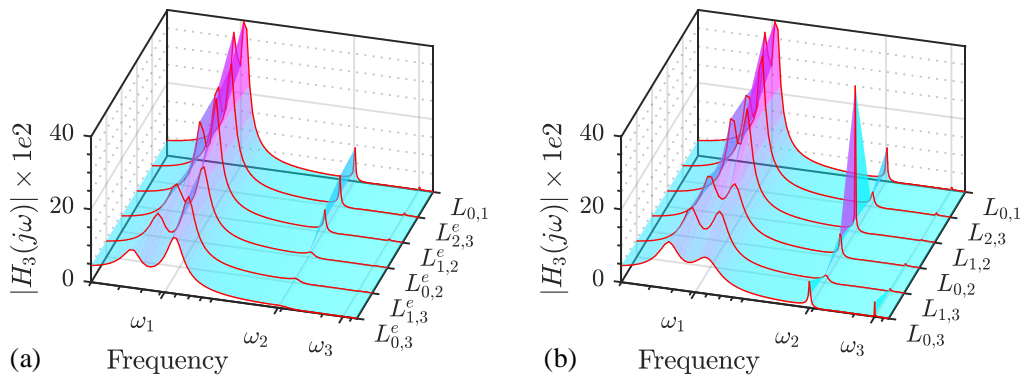 |H_3(jω)| × 1e2
40
20
0
ω_1
ω_2
ω_3
Frequency
L_{0,1}
L^e_{2,3}
L^e_{1,2}
L^e_{0,2}
L^e_{1,3}
L^e_{0,3}
(a)
|H_3(jω)| × 1e2
40
20
0
ω_1
ω_2
ω_3
Frequency
L_{0,1}
L_{2,3}
L_{1,2}
L_{0,2}
L_{1,3}
L_{0,3}
(b)